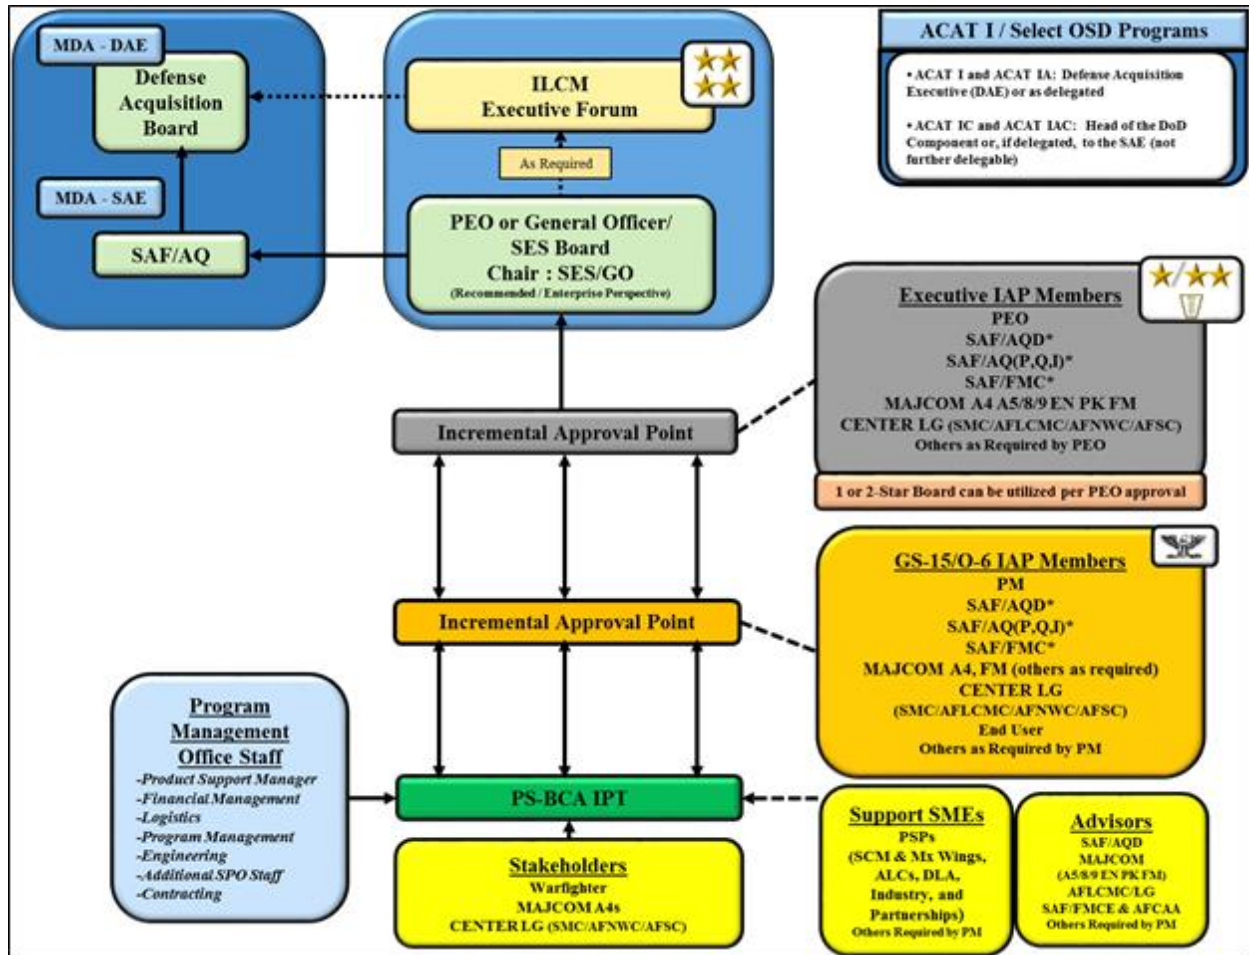 MDA - DAE
Defense
Acquisition
Board
MDA - SAE
SAF/AQ
ILCM
Executive Forum
As Required
PEO or General Officer/
SES Board
Chair : SES/GO
(Recommended / Enterprise Perspective)
ACAT I / Select OSD Programs
• ACAT I and ACAT IA: Defense Acquisition
Executive (DAE) or as delegated
• ACAT IC and ACAT IAC: Head of the DoD
Component or, if delegated, to the SAE (not
further delegable)
Executive IAP Members
PEO
SAF/AQD*
SAF/AQ(P,Q,I)*
SAF/FMC*
MAJCOM A4 A5/8/9 EN PK FM
CENTER LG (SMC/AFLCMC/AFNWC/AFSC)
Others as Required by PEO
1 or 2-Star Board can be utilized per PEO approval
Incremental Approval Point
GS-15/O-6 IAP Members
PM
SAF/AQD*
SAF/AQ(P,Q,I)*
SAF/FMC*
MAJCOM A4, FM (others as required)
CENTER LG
(SMC/AFLCMC/AFNWC/AFSC)
End User
Others as Required by PM
Incremental Approval Point
Program
Management
Office Staff
-Product Support Manager
-Financial Management
-Logistics
-Program Management
-Engineering
-Additional SPO Staff
-Contracting
PS-BCA IPT
Stakeholders
Warfighter
MAJCOM A4s
CENTER LG (SMC/AFNWC/AFSC)
Support SMEs
PSPs
(SCM & Mx Wings,
ALCs, DLA,
Industry, and
Partnerships)
Others Required by PM
Advisors
SAF/AQD
MAJCOM
(A5/8/9 EN PK FM)
AFLCMC/LG
SAF/FMCE & AFCAA
Others Required by PM